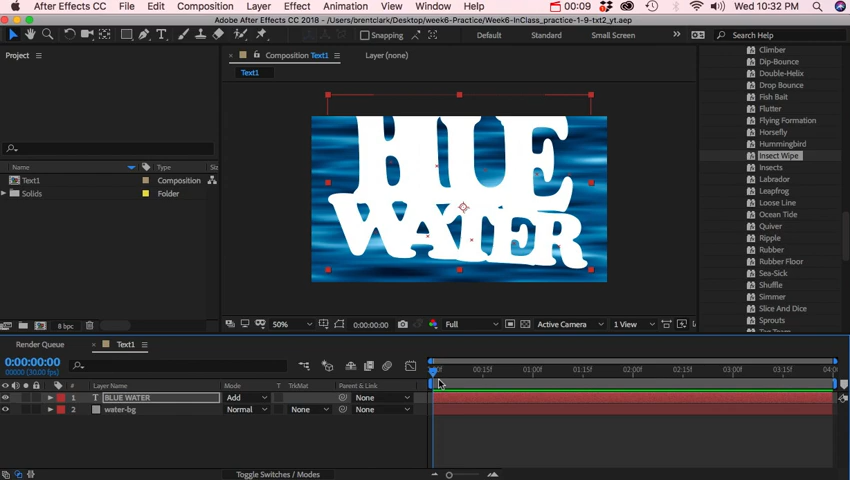 After Effects CC File Edit Composition Layer Effect Animation View Window 00:09 Wed 10:32 PM
Adobe After Effects CC 2018 - /Users/brentclark/Desktop/week6-Practice/Week6-InClass_practice-1-9-txt2_yt.aep
Snapping Default Standard Small Screen Search Help
Project
Composition Text1
Layer (none)
Text1
Name Type Size
Text1 Composition
Solids Folder
8 bpc
BLUE
WATER
50% 0:00:00:00 Full Active Camera 1 View
Climber
Dip-Bounce
Double-Helix
Drop Bounce
Fish Bait
Flutter
Flying Formation
Horsefly
Hummingbird
Insect Wipe
Insects
Labrador
Leapfrog
Loose Line
Ocean Tide
Quiver
Ripple
Rubber
Rubber Floor
Sea-Sick
Shuffle
Simmer
Slice And Dice
Sprouts
Render Queue Text1
0:00:00:00
00000 (30.00 fps)
00:15f 01:00f 01:15f 02:00f 02:15f 03:00f 03:15f 04:0
# Layer Name Mode T TrkMat Parent & Link
1 T BLUE WATER Add None
2 water-bg Normal None None
Toggle Switches / Modes